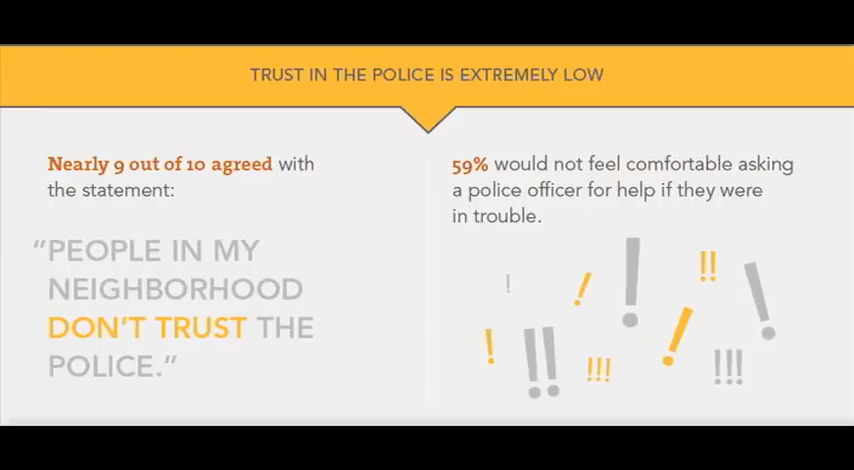 TRUST IN THE POLICE IS EXTREMELY LOW
Nearly 9 out of 10 agreed with
the statement:
“PEOPLE IN MY
NEIGHBORHOOD
DON’T TRUST THE
POLICE.”
59% would not feel comfortable asking
a police officer for help if they were
in trouble.
! ! ! !! !
! !! !!! ! !!!